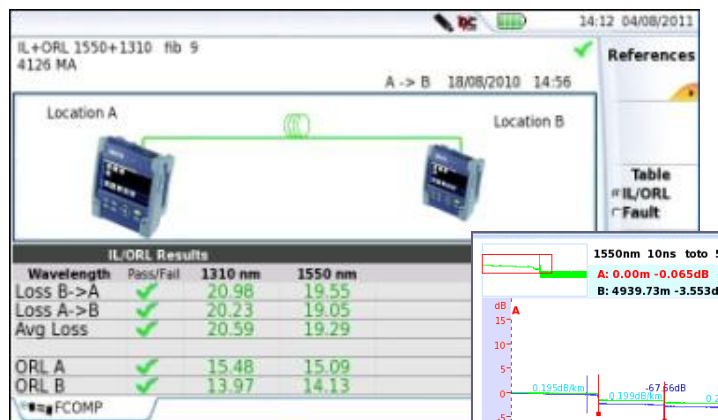 14:12 04/08/2011
IL+ORL 1550+1310 fib 9
4126 MA
References
A -> B 18/08/2010 14:56
Location A
Location B
Table
IL/ORL
Fault
IL/ORL Results
Wavelength Pass/Fail 1310 nm 1550 nm
Loss B->A 20.98 19.55
Loss A->B 20.23 19.05
Avg Loss 20.59 19.29
ORL A 15.48 15.09
ORL B 13.97 14.13
FCOMP
1550nm 10ns toto
A: 0.00m -0.065dB
B: 4939.73m -3.553d
dB
A
15
10
5
0
-5
0.195dB/km
-67.66dB
0.199dB/km